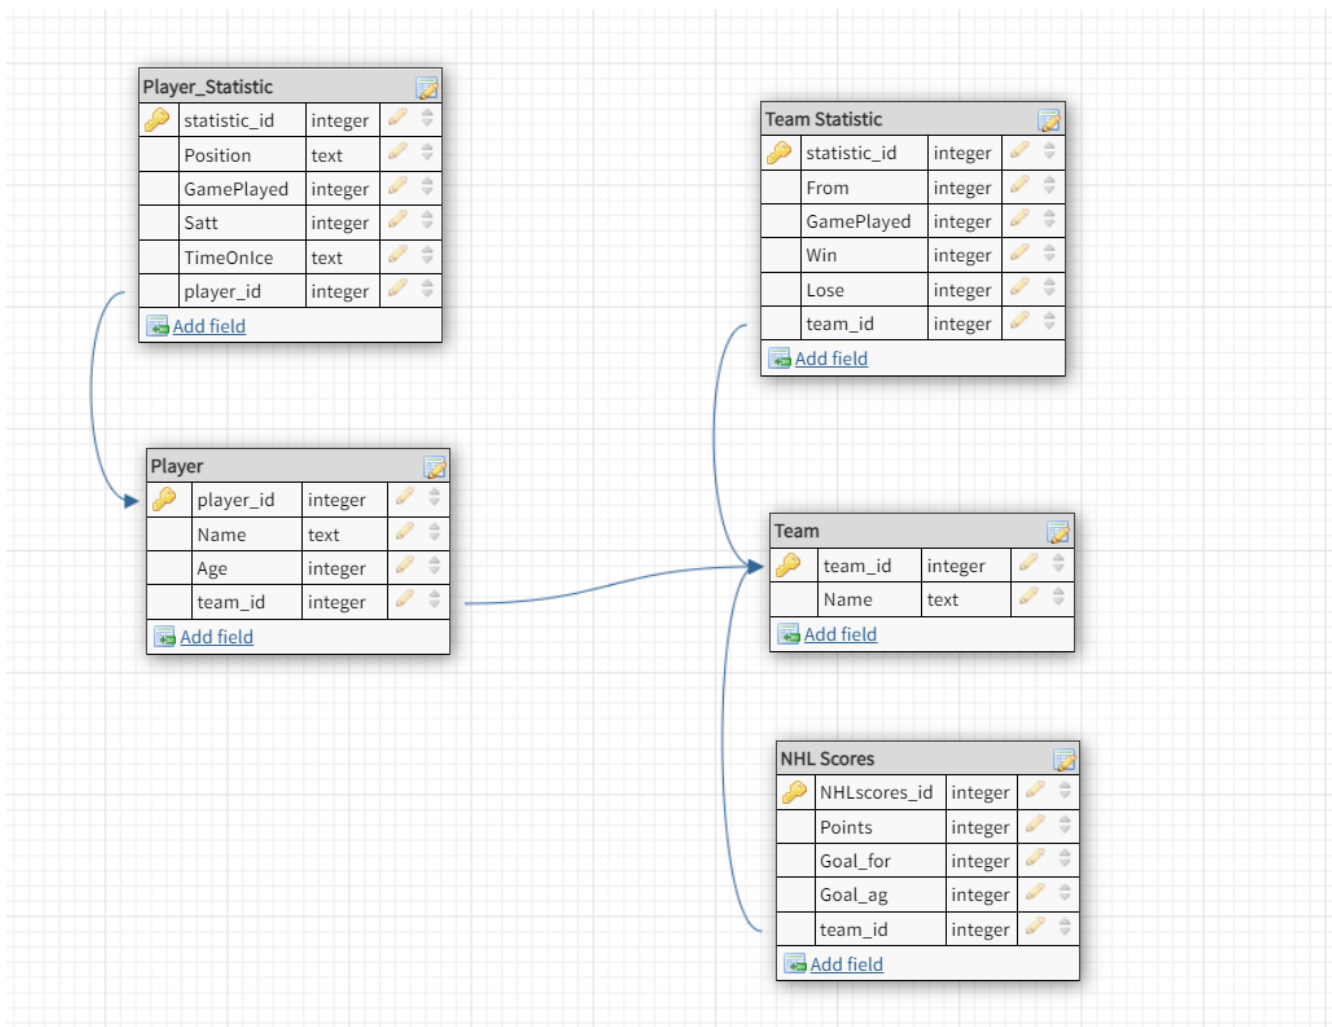 Player_Statistic
statistic_id integer
Position text
GamePlayed integer
Satt integer
TimeOnIce text
player_id integer
Add field
Team Statistic
statistic_id integer
From integer
GamePlayed integer
Win integer
Lose integer
team_id integer
Add field
Player
player_id integer
Name text
Age integer
team_id integer
Add field
Team
team_id integer
Name text
Add field
NHL Scores
NHLscores_id integer
Points integer
Goal_for integer
Goal_ag integer
team_id integer
Add field